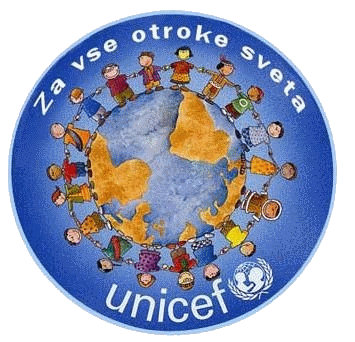 Za vse otroke sveta
unicef